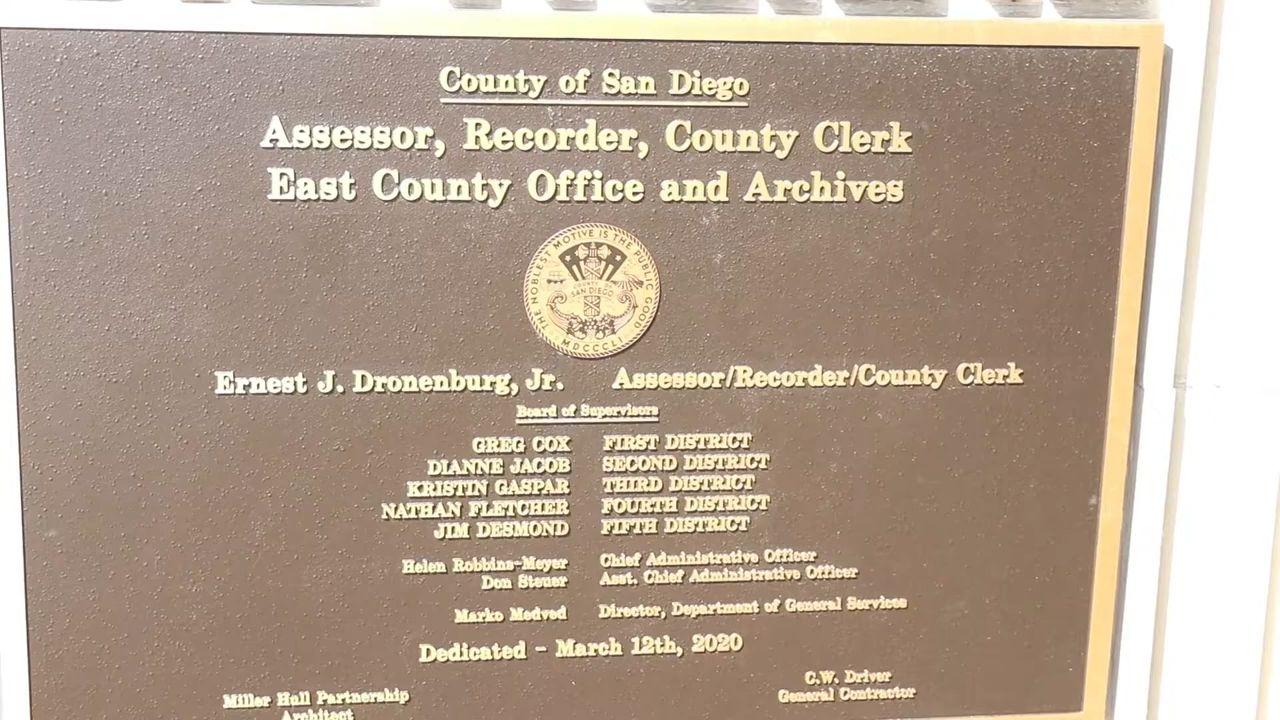 County of San Diego
Assessor, Recorder, County Clerk
East County Office and Archives
THE NOBLEST MOTIVE IS THE PUBLIC GOOD
COUNTY OF
SAN DIEGO
MDCCCLI
Ernest J. Dronenburg, Jr. Assessor/Recorder/County Clerk
Board of Supervisors
GREG COX FIRST DISTRICT
DIANNE JACOB SECOND DISTRICT
KRISTIN GASPAR THIRD DISTRICT
NATHAN FLETCHER FOURTH DISTRICT
JIM DESMOND FIFTH DISTRICT
Helen Robbins-Meyer Chief Administrative Officer
Don Steuer Asst. Chief Administrative Officer
Marko Medved Director, Department of General Services
Dedicated - March 12th, 2020
Miller Hull Partnership
Architect
C.W. Driver
General Contractor